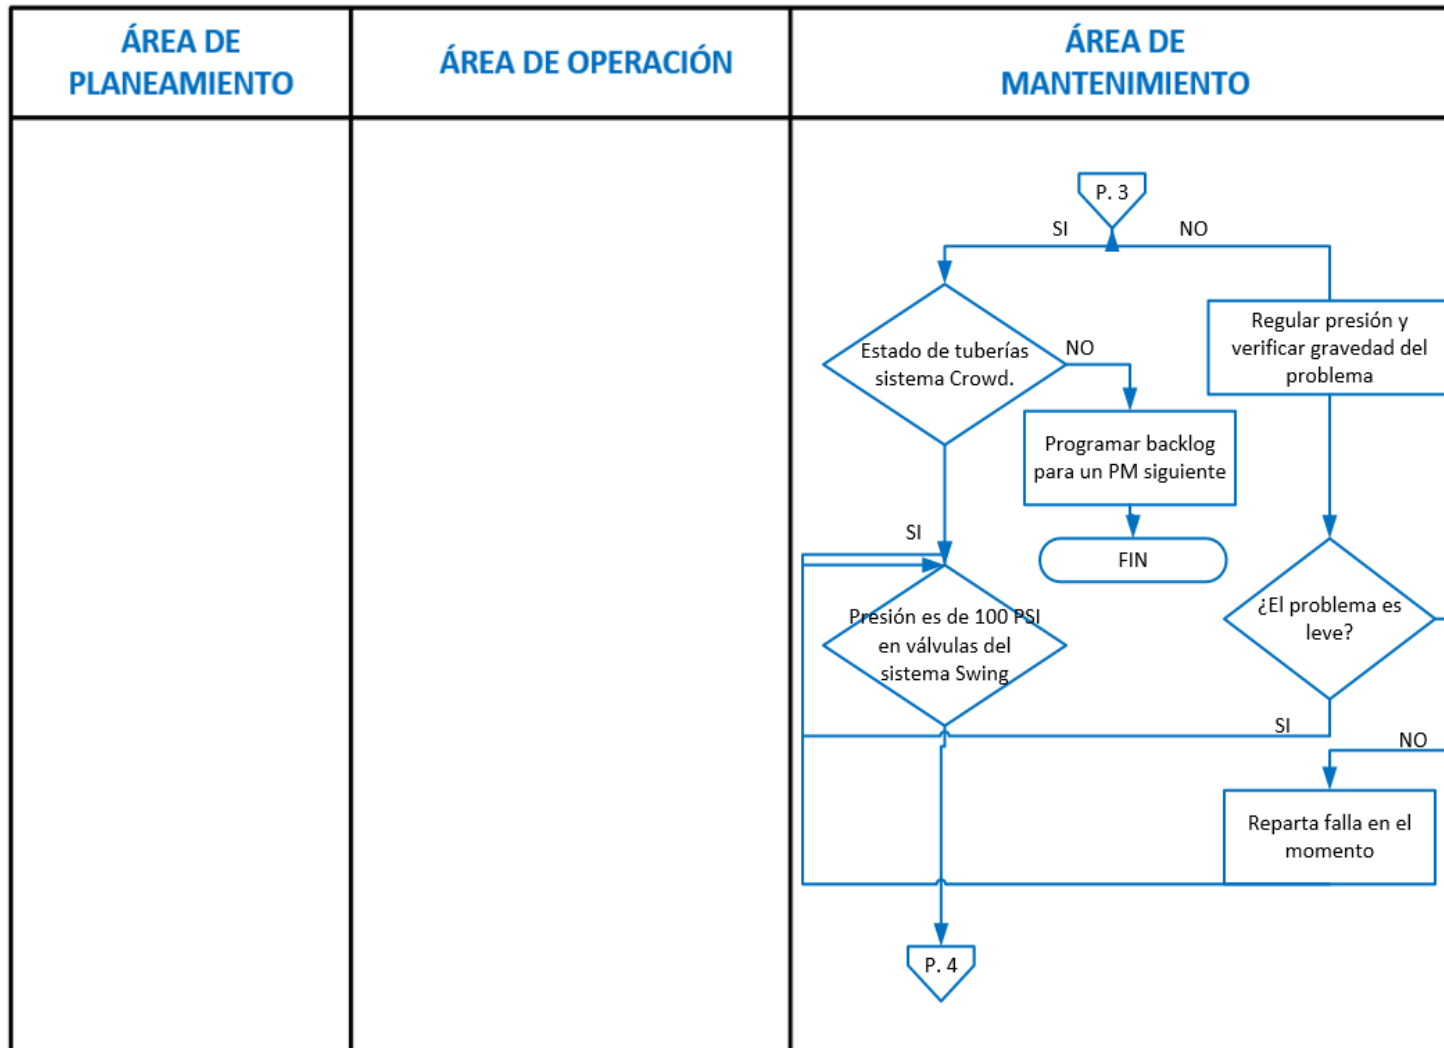 ÁREA DE
PLANEAMIENTO
ÁREA DE OPERACIÓN
ÁREA DE
MANTENIMIENTO
P. 3
SI
NO
Estado de tuberías
sistema Crowd.
NO
Regular presión y
verificar gravedad del
problema
Programar backlog
para un PM siguiente
SI
FIN
Presión es de 100 PSI
en válvulas del
sistema Swing
¿El problema es
leve?
SI
NO
Reparta falla en el
momento
P. 4